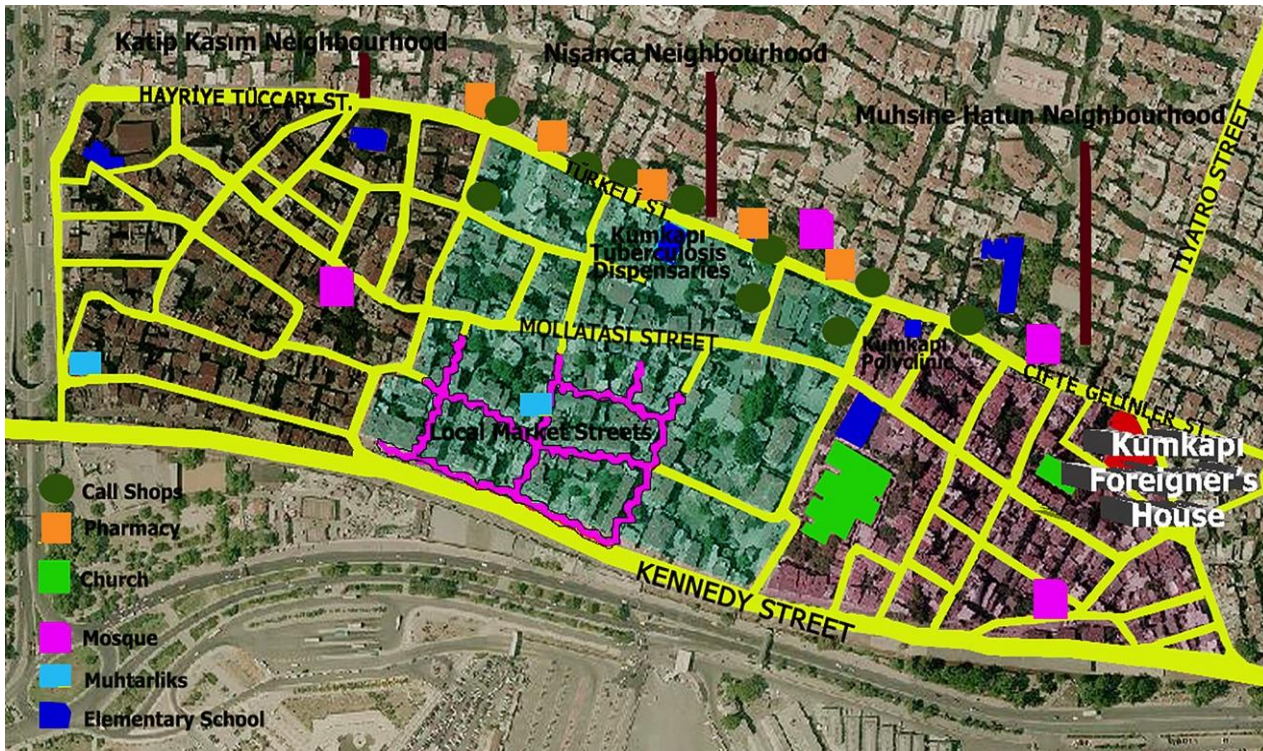 Katip Kasım Neighbourhood
Nişanca Neighbourhood
HAYRİYE TÜCCARI ST.
Muhsine Hatun Neighbourhood
TIYATRO STREET
TÜRKELİ ST.
Kumkapı
Tuberculosis
Dispensaries
MOLLATAŞI STREET
Kumkapı
Polyclinic
ÇİFTE GELİNLER ST.
Local Market Streets
Kumkapı
Foreigner's
House
KENNEDY STREET
Call Shops
Pharmacy
Church
Mosque
Muhtarliks
Elementary School